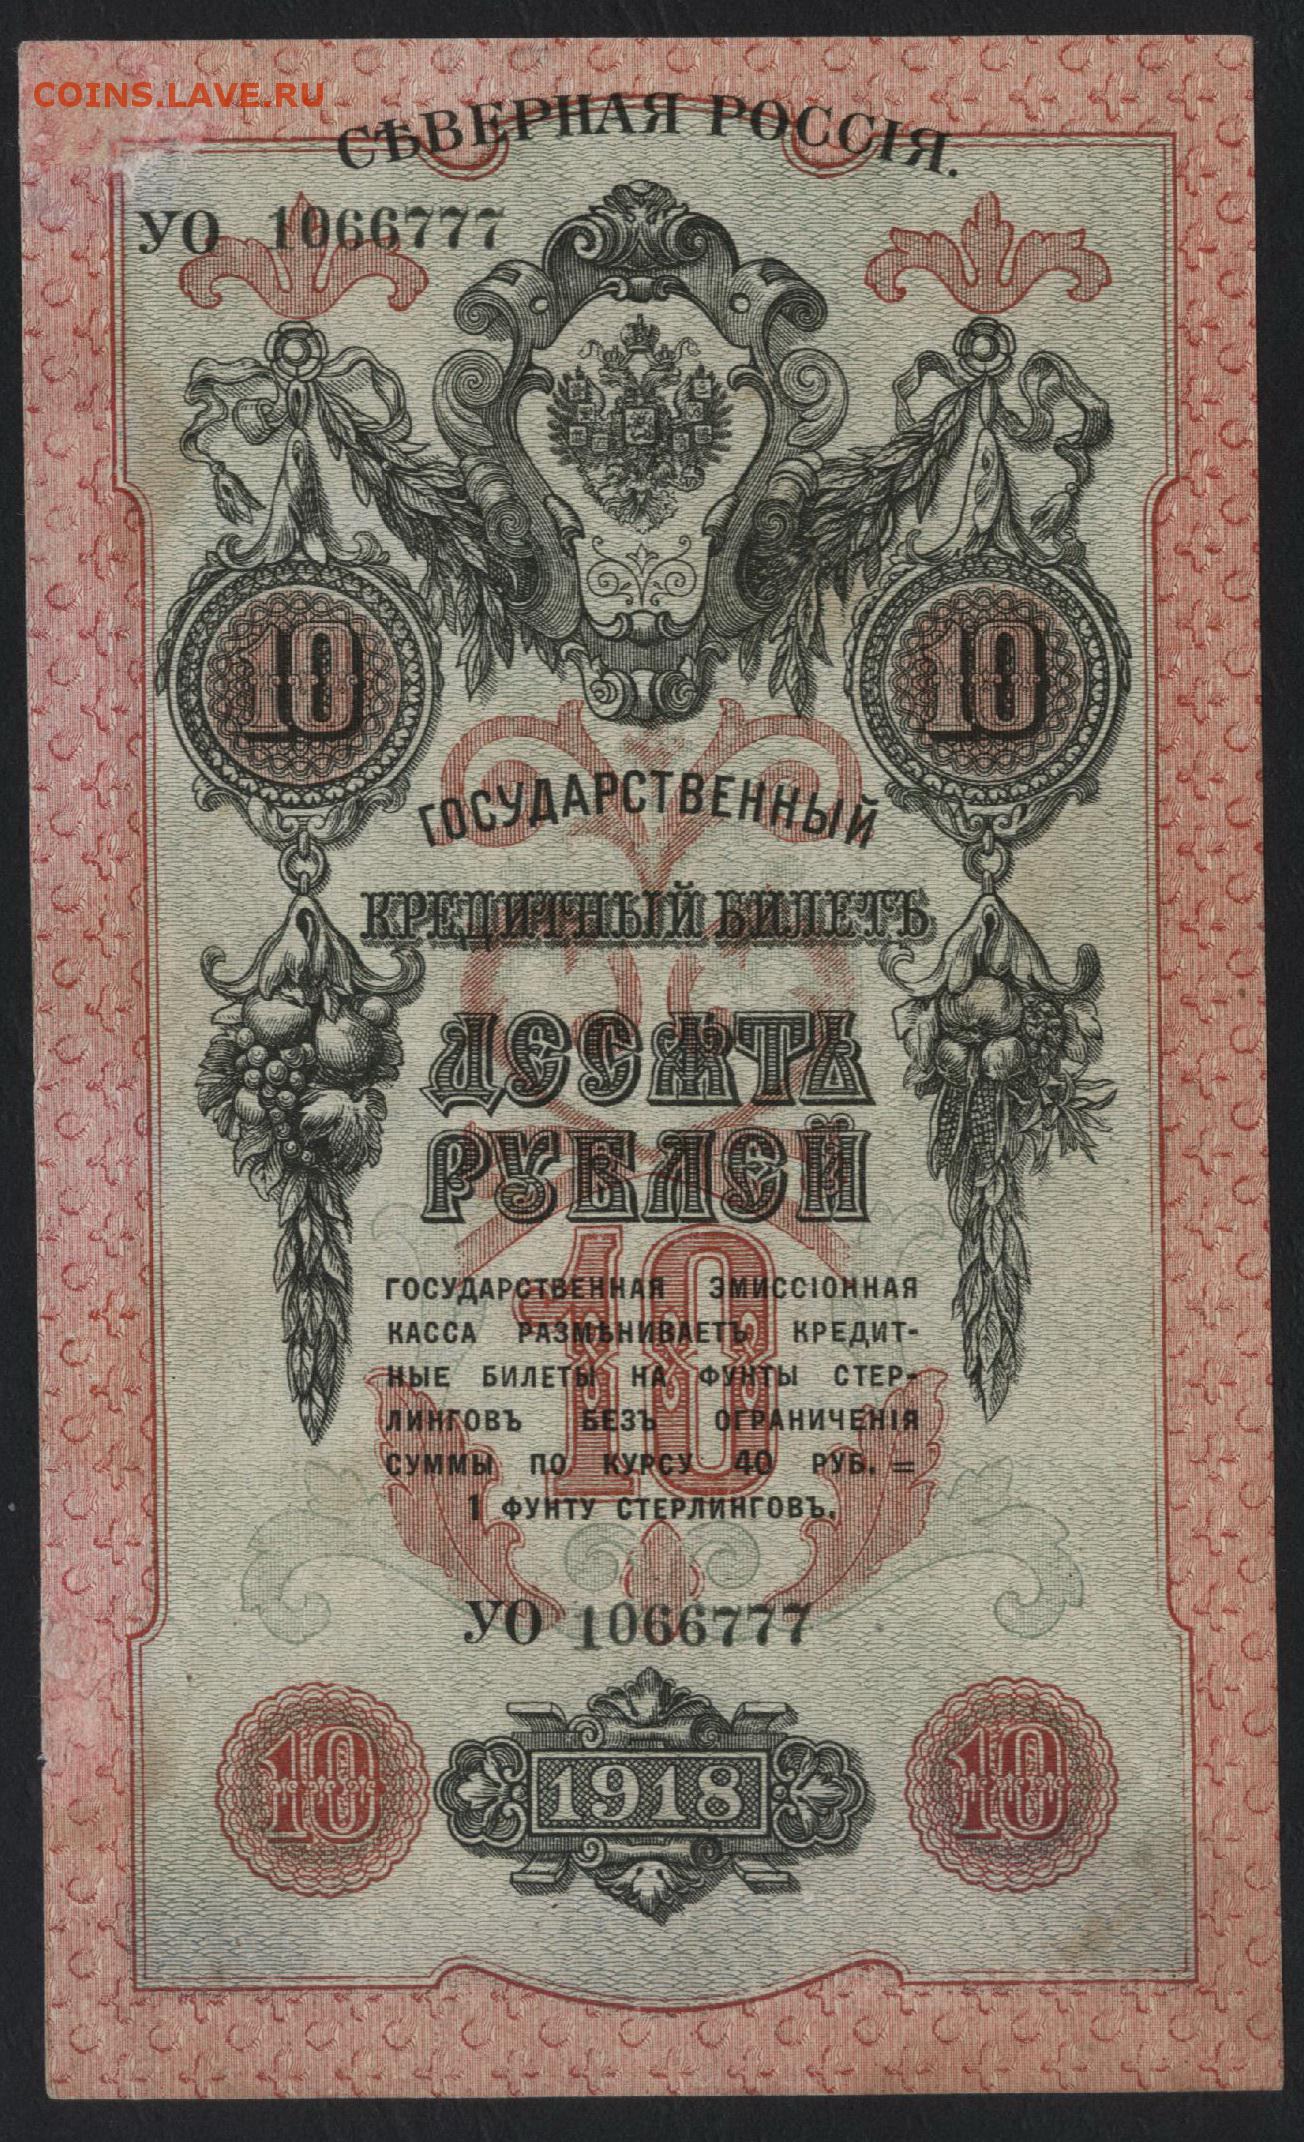 COINS.LAVE.RU
СѢВЕРНАЯ РОССІЯ.
УО 1066777
10 10
ГОСУДАРСТВЕННЫЙ
КРЕДИТНЫЙ БИЛЕТЪ
ДЕСЯТЬ
РУБЛЕЙ
10
ГОСУДАРСТВЕННАЯ ЭМИССІОННАЯ
КАССА РАЗМѢНИВАЕТЪ КРЕДИТ-
НЫЕ БИЛЕТЫ НА ФУНТЫ СТЕР-
ЛИНГОВЪ БЕЗЪ ОГРАНИЧЕНІЯ
СУММЫ ПО КУРСУ 40 РУБ. =
1 ФУНТУ СТЕРЛИНГОВЪ.
УО 1066777
10 1918 10